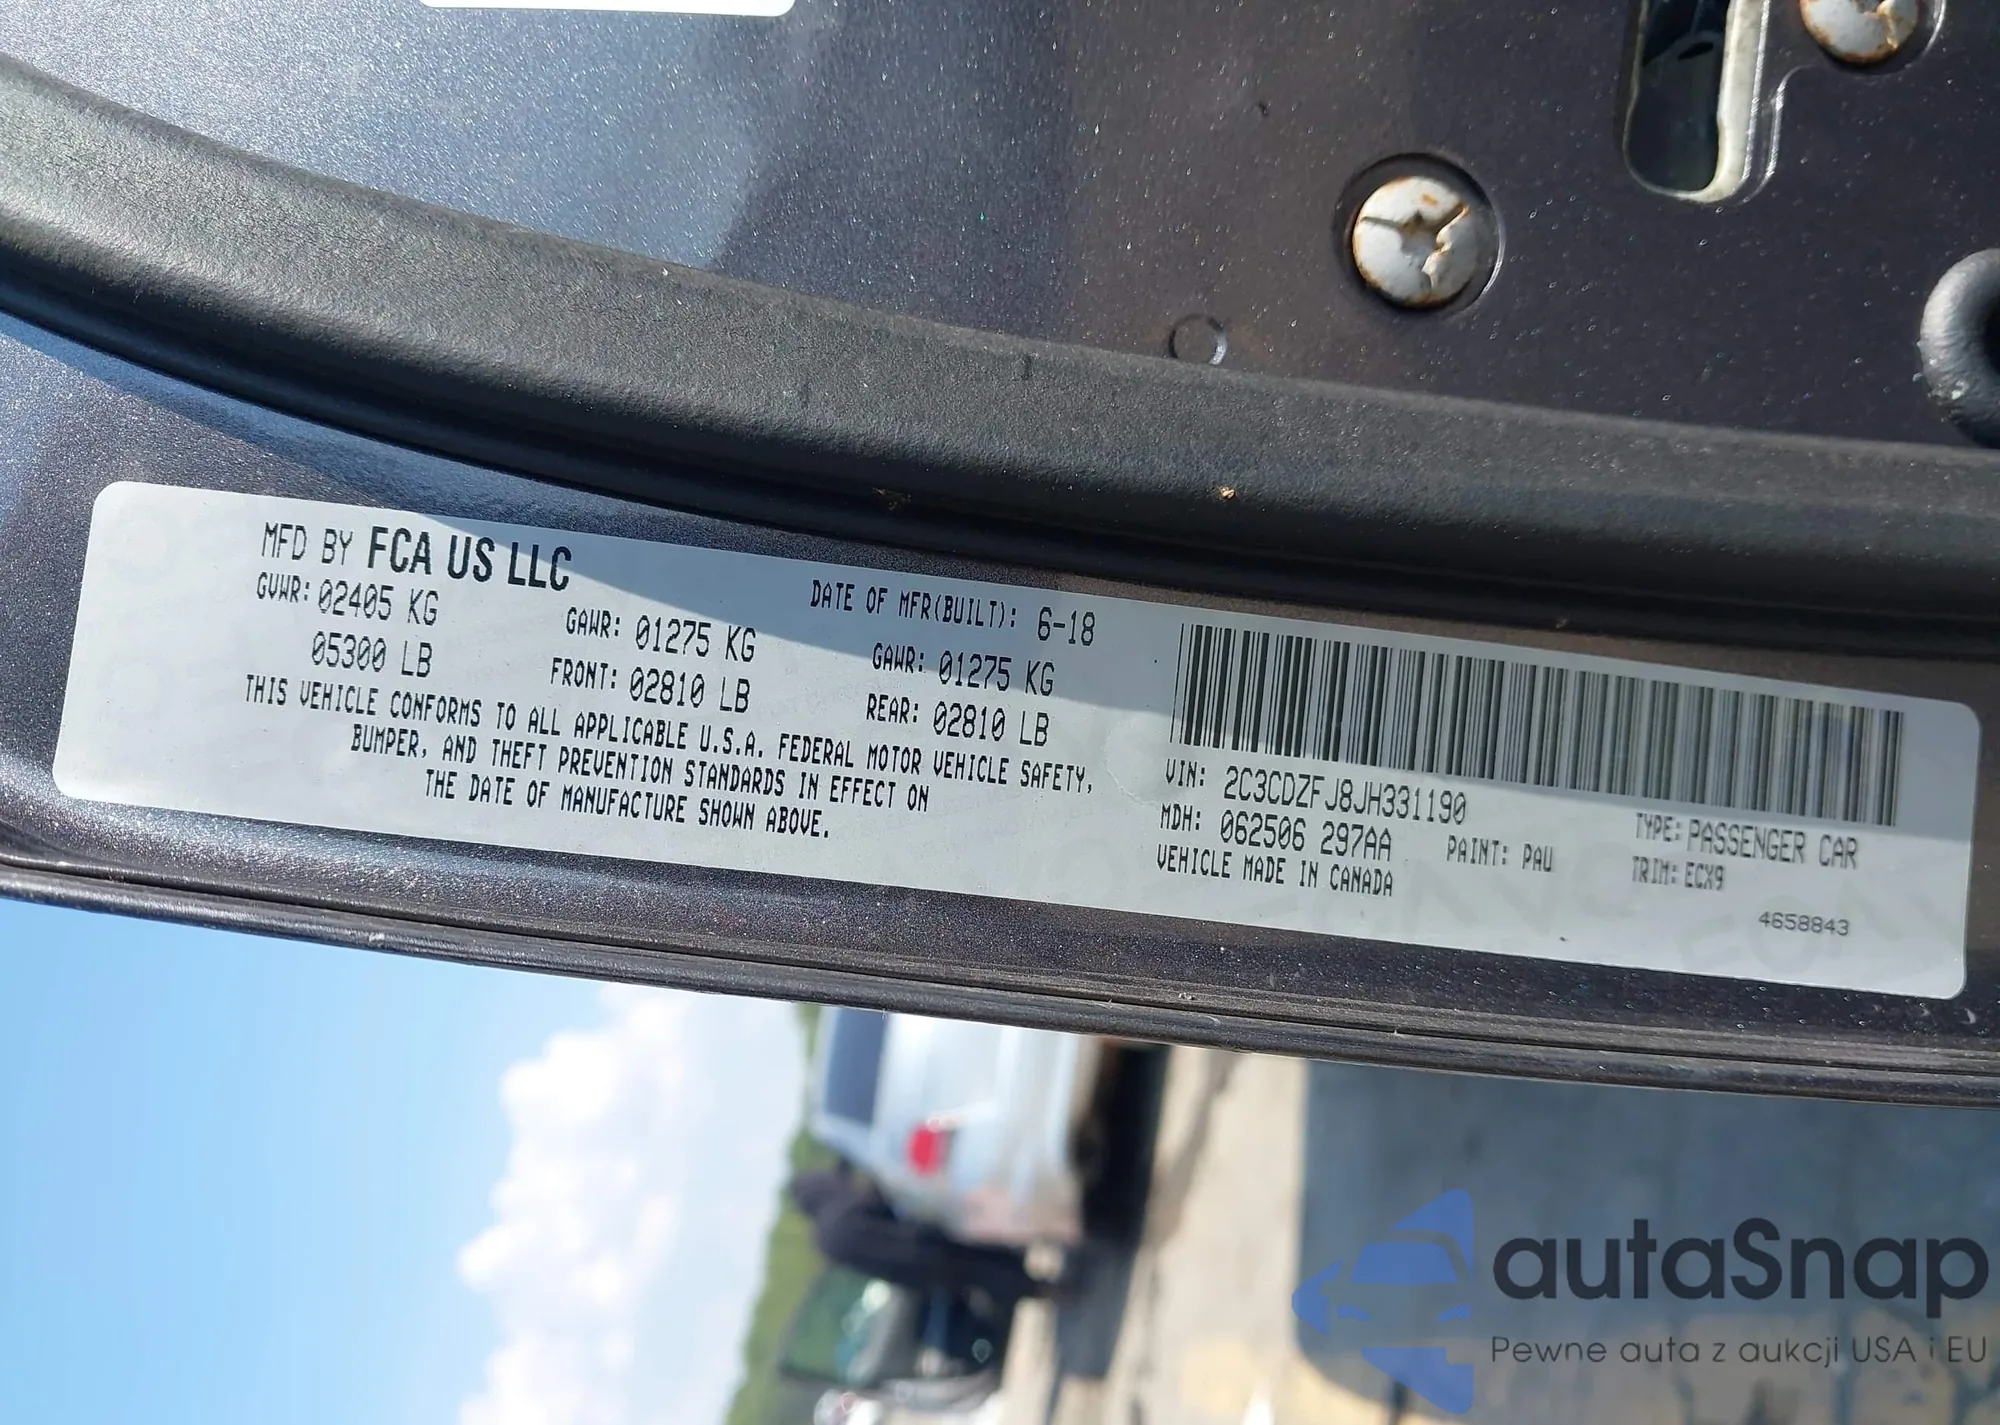 MFD BY FCA US LLC
DATE OF MFR(BUILT): 6-18
GVWR: 02405 KG
05300 LB
GAWR: 01275 KG
FRONT: 02810 LB
GAWR: 01275 KG
REAR: 02810 LB
THIS VEHICLE CONFORMS TO ALL APPLICABLE U.S.A. FEDERAL MOTOR VEHICLE SAFETY,
BUMPER, AND THEFT PREVENTION STANDARDS IN EFFECT ON
THE DATE OF MANUFACTURE SHOWN ABOVE.
VIN: 2C3CDZFJ8JH331190
TYPE: PASSENGER CAR
MDH: 062506 297AA
PAINT: PAU
TRIM: ECX9
VEHICLE MADE IN CANADA
4658843
autaSnap
Pewne auta z aukcji USA i EU